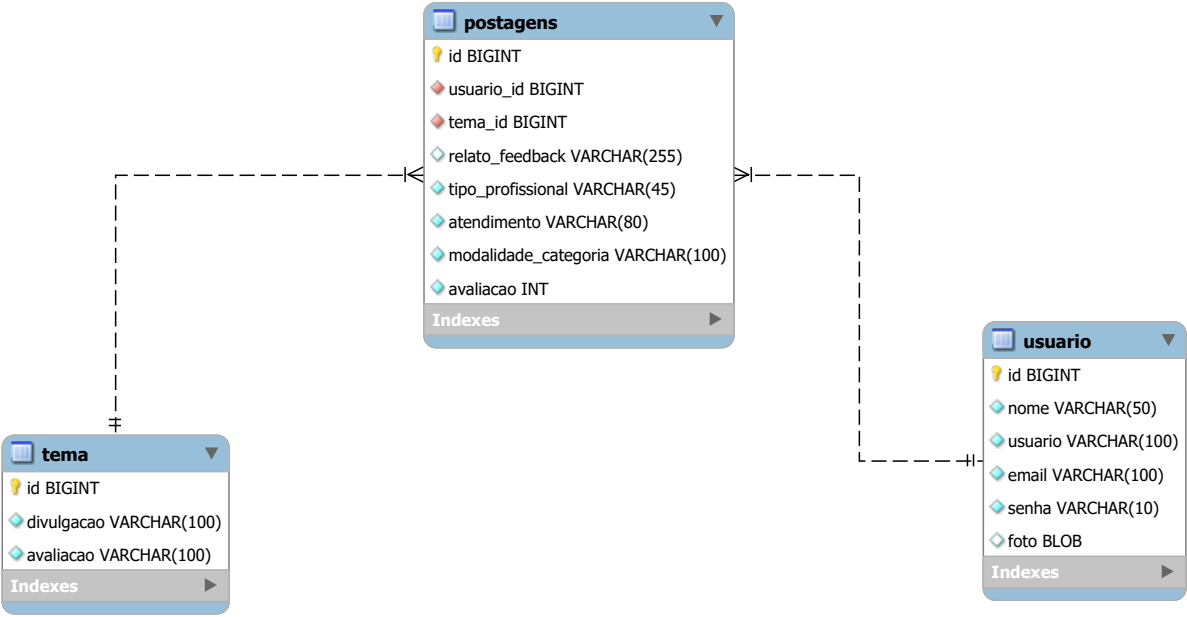 postagens
id BIGINT
usuario_id BIGINT
tema_id BIGINT
relato_feedback VARCHAR(255)
tipo_profissional VARCHAR(45)
atendimento VARCHAR(80)
modalidade_categoria VARCHAR(100)
avaliacao INT
Indexes
usuario
id BIGINT
nome VARCHAR(50)
usuario VARCHAR(100)
email VARCHAR(100)
senha VARCHAR(10)
foto BLOB
Indexes
tema
id BIGINT
divulgacao VARCHAR(100)
avaliacao VARCHAR(100)
Indexes